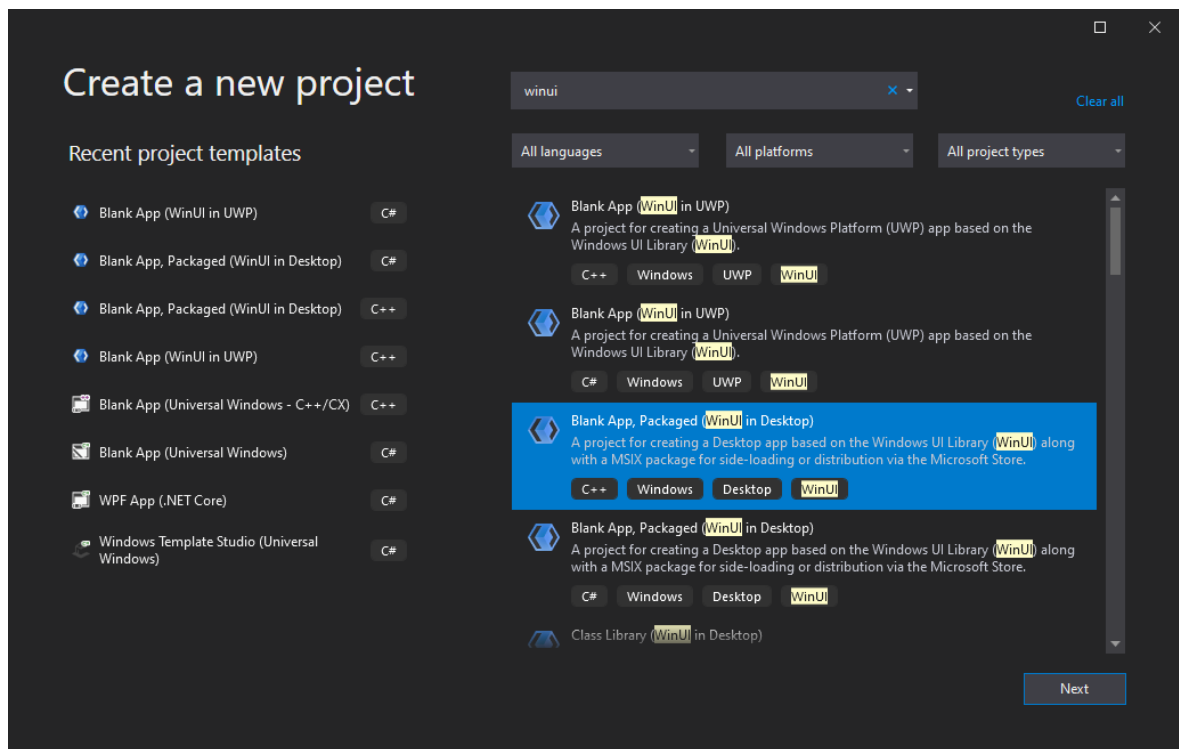 Create a new project
winui
Clear all
Recent project templates
All languages
All platforms
All project types
Blank App (WinUI in UWP)
C#
Blank App, Packaged (WinUI in Desktop)
C#
Blank App, Packaged (WinUI in Desktop)
C++
Blank App (WinUI in UWP)
C++
Blank App (Universal Windows - C++/CX)
C++
Blank App (Universal Windows)
C#
WPF App (.NET Core)
C#
Windows Template Studio (Universal
Windows)
C#
Blank App (WinUI in UWP)
A project for creating a Universal Windows Platform (UWP) app based on the
Windows UI Library (WinUI).
C++ Windows UWP WinUI
Blank App (WinUI in UWP)
A project for creating a Universal Windows Platform (UWP) app based on the
Windows UI Library (WinUI).
C# Windows UWP WinUI
Blank App, Packaged (WinUI in Desktop)
A project for creating a Desktop app based on the Windows UI Library (WinUI) along
with a MSIX package for side-loading or distribution via the Microsoft Store.
C++ Windows Desktop WinUI
Blank App, Packaged (WinUI in Desktop)
A project for creating a Desktop app based on the Windows UI Library (WinUI) along
with a MSIX package for side-loading or distribution via the Microsoft Store.
C# Windows Desktop WinUI
Class Library (WinUI in Desktop)
Next